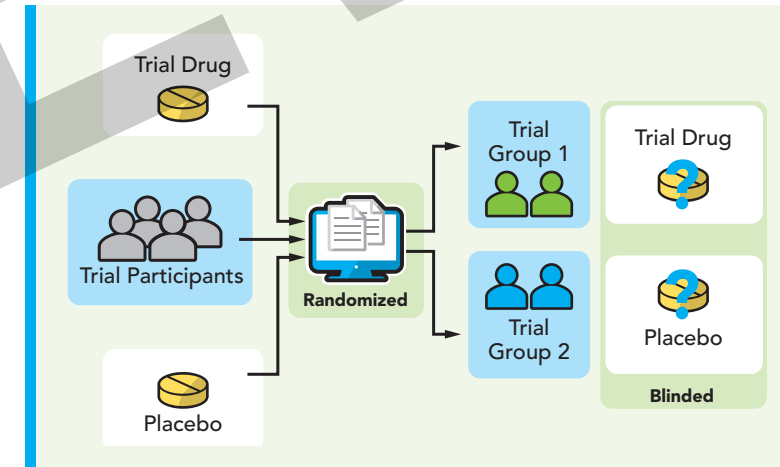 Trial Drug
Trial Participants
Placebo
Randomized
Trial
Group 1
Trial
Group 2
Trial Drug
?
?
Placebo
Blinded